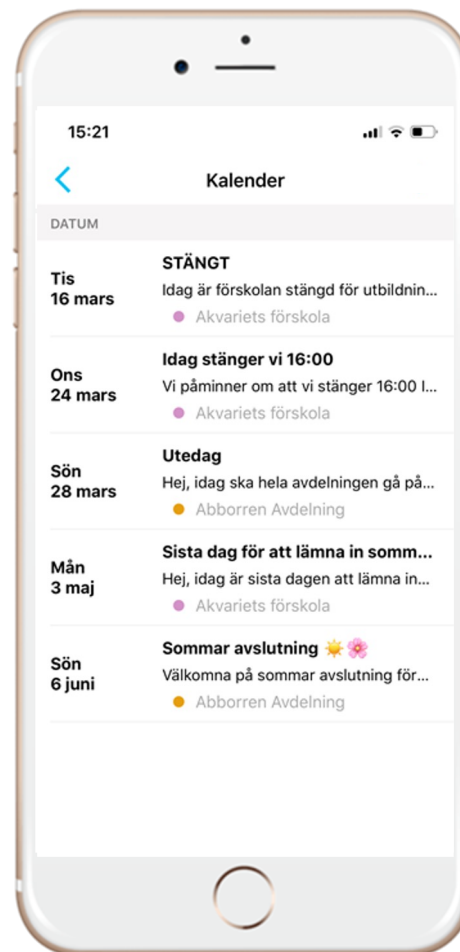 15:21
Kalender
DATUM
Tis
16 mars
STÄNGT
Idag är förskolan stängd för utbildnin...
Akvariets förskola
Ons
24 mars
Idag stänger vi 16:00
Vi påminner om att vi stänger 16:00 I...
Akvariets förskola
Sön
28 mars
Utedag
Hej, idag ska hela avdelningen gå på...
Abborren Avdelning
Mån
3 maj
Sista dag för att lämna in somm...
Hej, idag är sista dagen att lämna in...
Akvariets förskola
Sön
6 juni
Sommar avslutning ☀️🌸
Välkomna på sommar avslutning för...
Abborren Avdelning